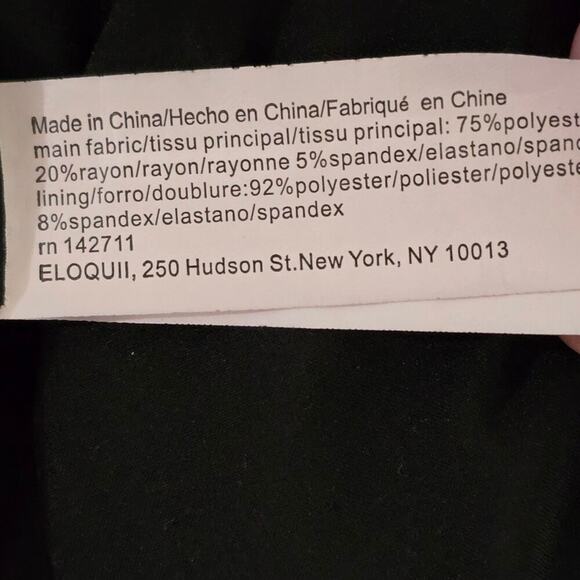 Made in China/Hecho en China/Fabriqué en Chine
main fabric/tissu principal/tissu principal: 75%polyest
20%rayon/rayon/rayonne 5%spandex/elastano/span
lining/forro/doublure:92%polyester/poliester/polyeste
8%spandex/elastano/spandex
rn 142711
ELOQUII, 250 Hudson St.New York, NY 10013